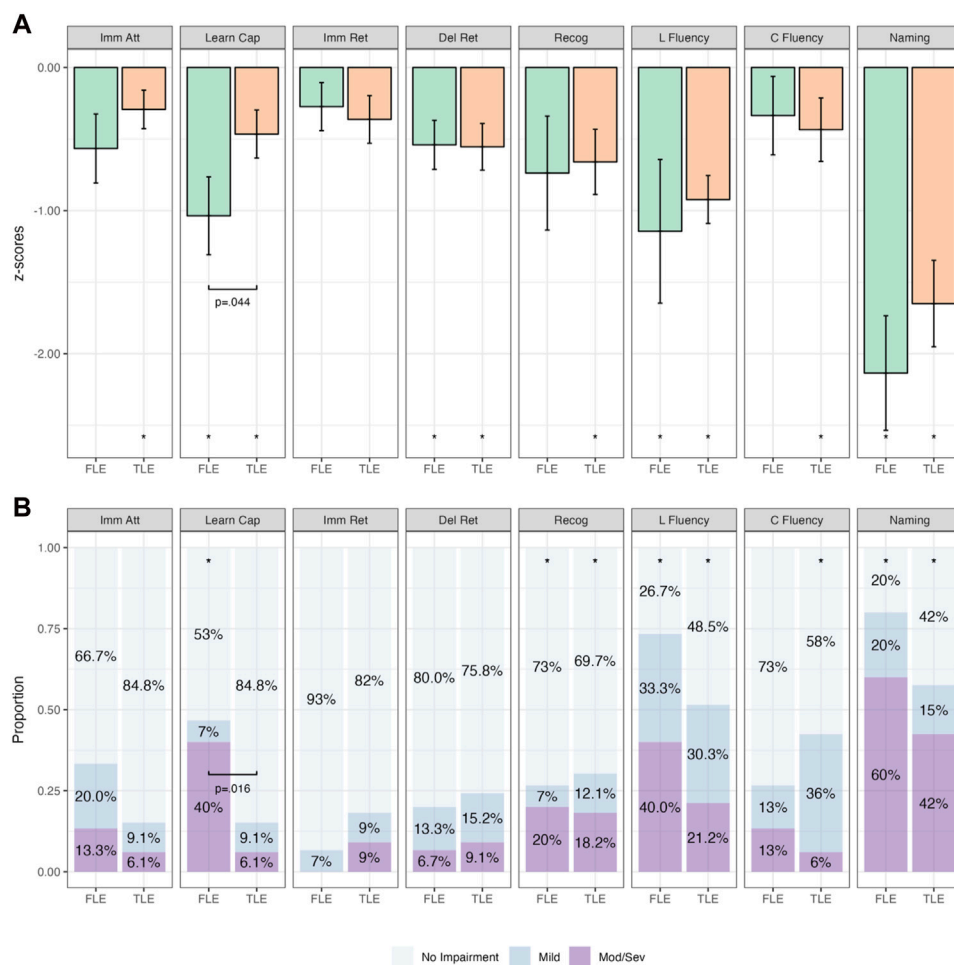 A
Imm Att Learn Cap Imm Ret Del Ret Recog L Fluency C Fluency Naming
0.00
-1.00
-2.00
z-scores
p=.044
* * * * * * * * * * *
FLE TLE FLE TLE FLE TLE FLE TLE FLE TLE FLE TLE FLE TLE FLE TLE
B
Imm Att Learn Cap Imm Ret Del Ret Recog L Fluency C Fluency Naming
1.00
0.75
0.50
0.25
0.00
Proportion
* * * * * * * *
66.7% 84.8% 53% 84.8% 93% 82% 80.0% 75.8% 73% 69.7% 26.7% 48.5% 73% 58% 20% 42%
20.0% 9.1% 7% 9.1% 7% 9% 13.3% 15.2% 7% 12.1% 33.3% 30.3% 13% 36% 20% 15%
p=.016
13.3% 6.1% 40% 6.1% 9% 6.7% 9.1% 20% 18.2% 40.0% 21.2% 13% 6% 60% 42%
FLE TLE FLE TLE FLE TLE FLE TLE FLE TLE FLE TLE FLE TLE FLE TLE
No Impairment Mild Mod/Sev